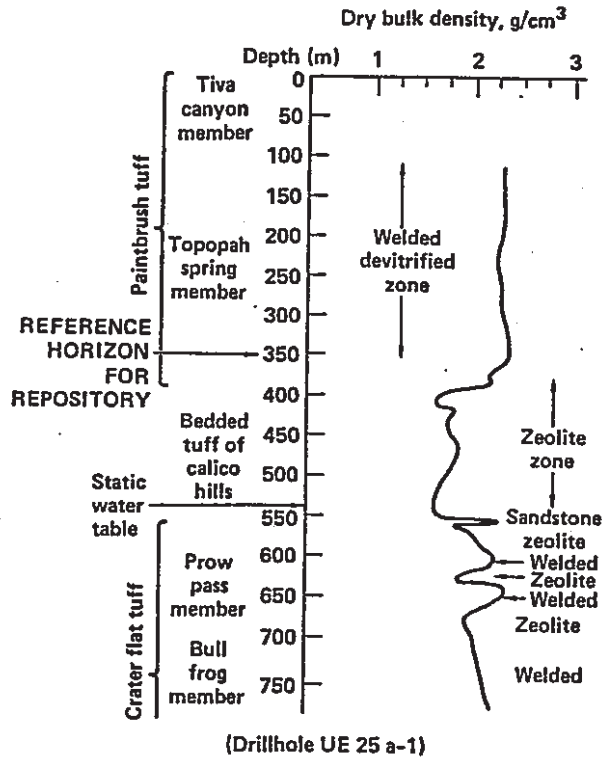 Dry bulk density, g/cm³
Depth (m)
1
2
3
0
50
100
150
200
250
300
350
400
450
500
550
600
650
700
750
Paintbrush tuff
Tiva
canyon
member
Topopah
spring
member
REFERENCE
HORIZON
FOR
REPOSITORY
Bedded
tuff of
calico
hills
Static
water
table
Crater flat tuff
Prow
pass
member
Bull
frog
member
Welded
devitrified
zone
Zeolite
zone
Sandstone
zeolite
Welded
Zeolite
Welded
Zeolite
Welded
(Drillhole UE 25 a-1)